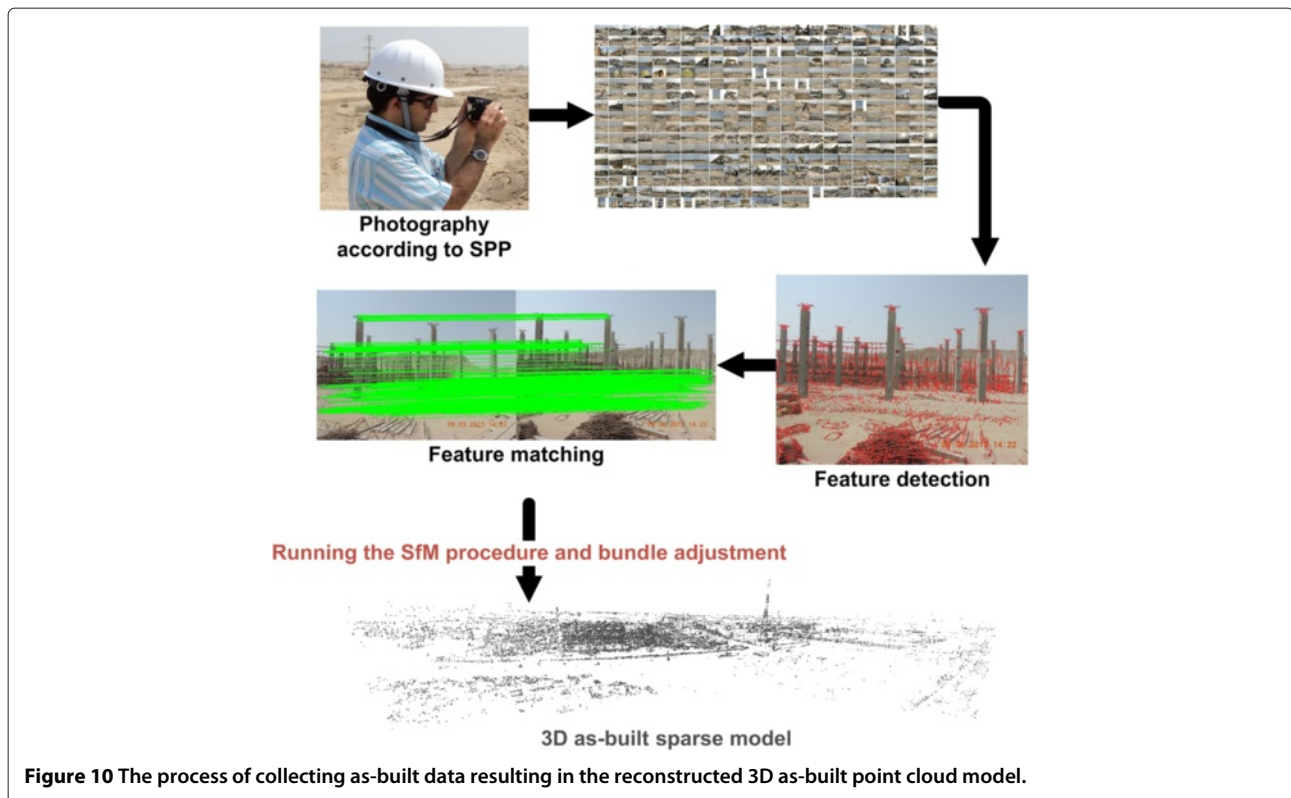 Photography
according to SPP
Feature matching
Feature detection
Running the SfM procedure and bundle adjustment
3D as-built sparse model
Figure 10 The process of collecting as-built data resulting in the reconstructed 3D as-built point cloud model.